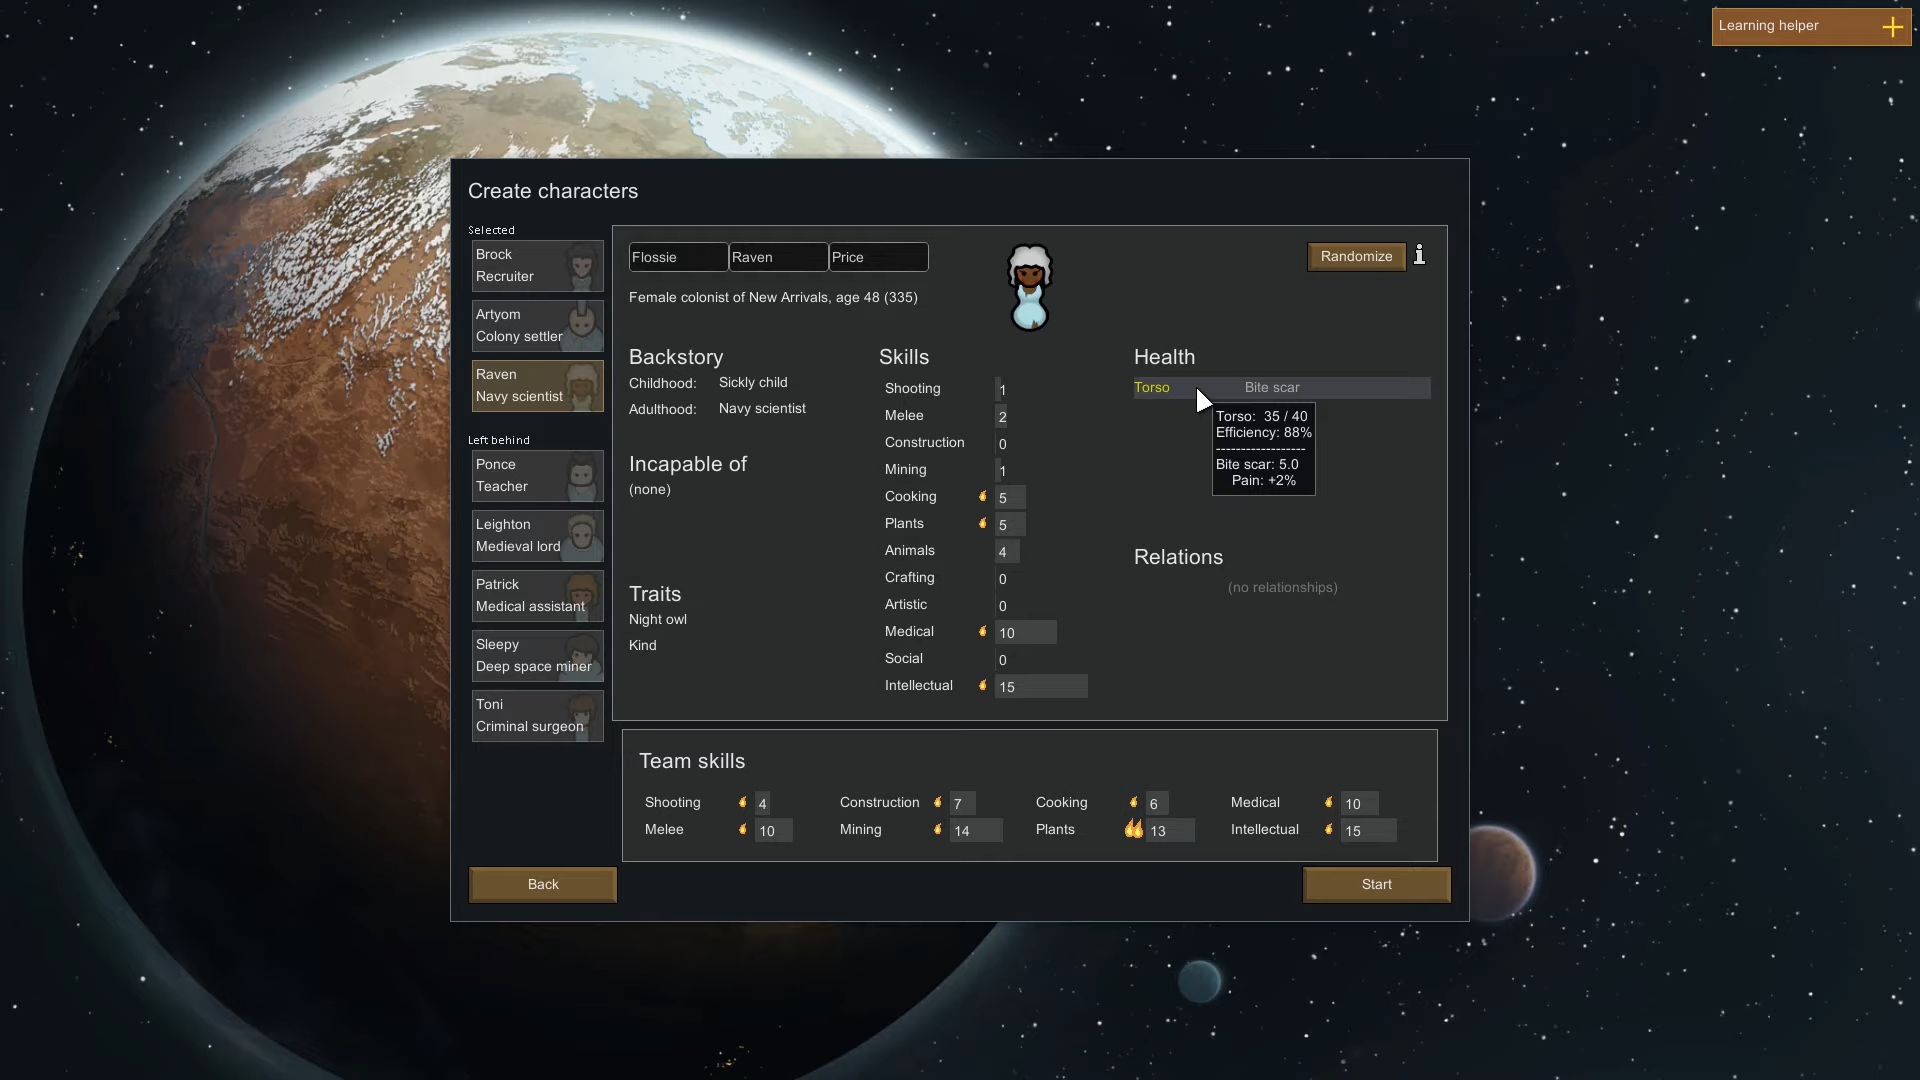 Learning helper
Create characters
Selected
Brock
Recruiter
Artyom
Colony settler
Raven
Navy scientist
Left behind
Ponce
Teacher
Leighton
Medieval lord
Patrick
Medical assistant
Sleepy
Deep space miner
Toni
Criminal surgeon
Flossie Raven Price
Randomize
Female colonist of New Arrivals, age 48 (335)
Backstory
Childhood: Sickly child
Adulthood: Navy scientist
Incapable of
(none)
Traits
Night owl
Kind
Skills
Shooting 1
Melee 2
Construction 0
Mining 1
Cooking 5
Plants 5
Animals 4
Crafting 0
Artistic 0
Medical 10
Social 0
Intellectual 15
Health
Torso Bite scar
Torso: 35 / 40
Efficiency: 88%
------------------
Bite scar: 5.0
Pain: +2%
Relations
(no relationships)
Team skills
Shooting 4 Construction 7 Cooking 6 Medical 10
Melee 10 Mining 14 Plants 13 Intellectual 15
Back
Start